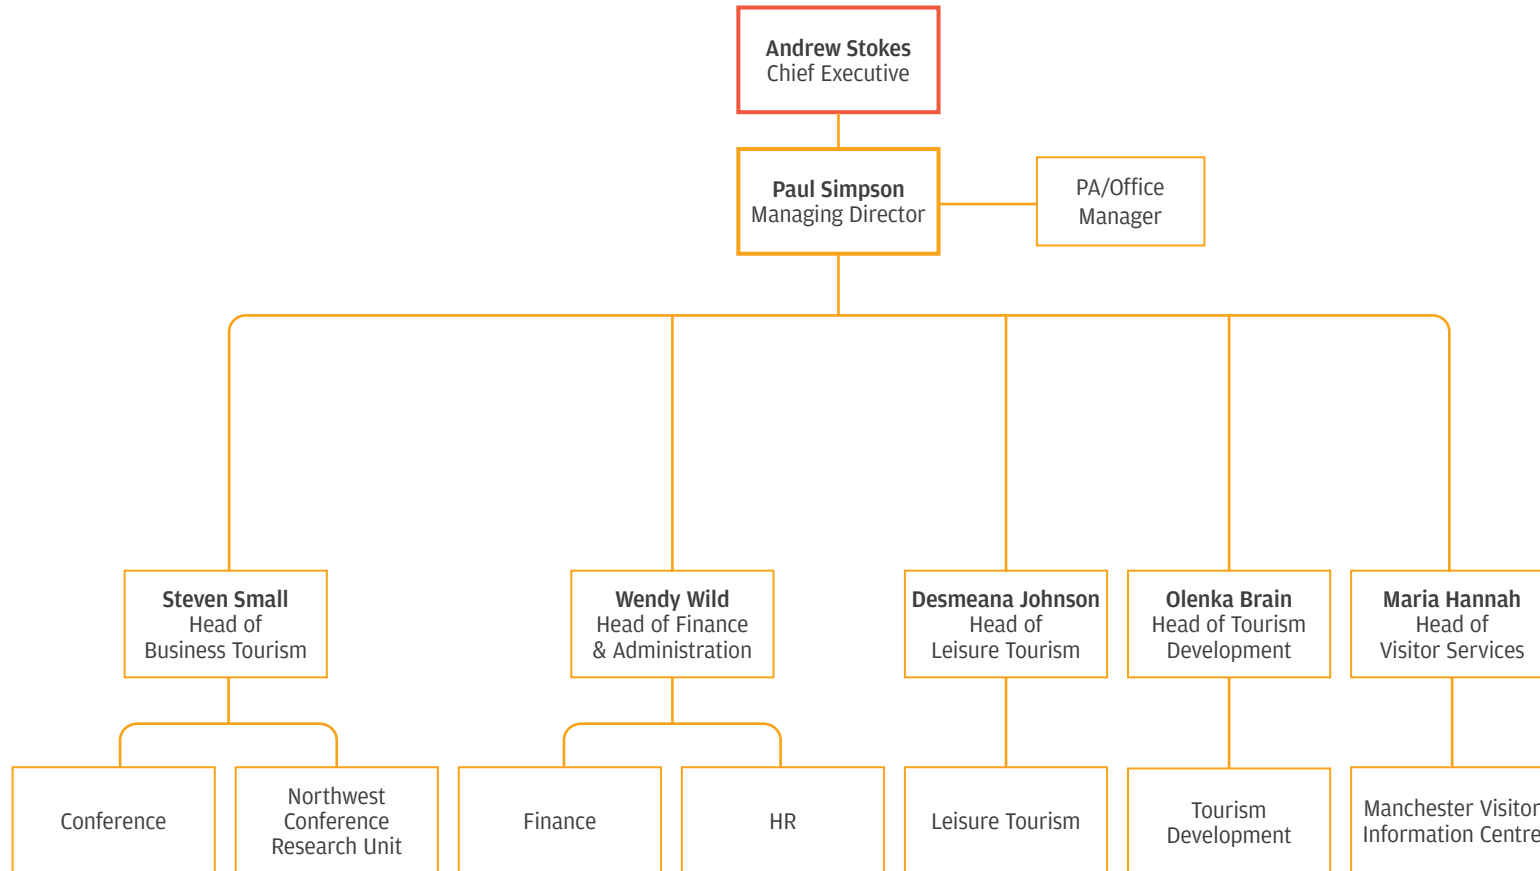 Andrew Stokes
Chief Executive
Paul Simpson
Managing Director
PA/Office
Manager
Steven Small
Head of
Business Tourism
Wendy Wild
Head of Finance
& Administration
Desmeana Johnson
Head of
Leisure Tourism
Olenka Brain
Head of Tourism
Development
Maria Hannah
Head of
Visitor Services
Conference
Northwest
Conference
Research Unit
Finance
HR
Leisure Tourism
Tourism
Development
Manchester Visitor
Information Centre